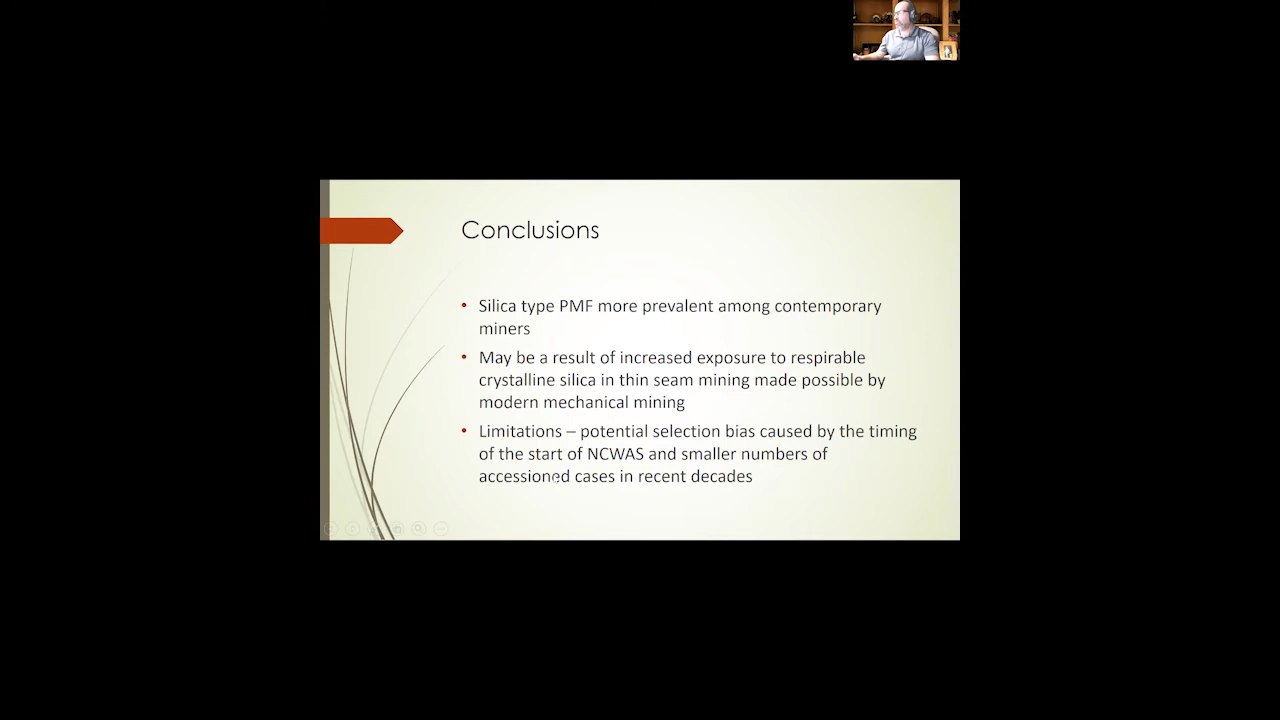 Conclusions
• Silica type PMF more prevalent among contemporary
miners
• May be a result of increased exposure to respirable
crystalline silica in thin seam mining made possible by
modern mechanical mining
• Limitations – potential selection bias caused by the timing
of the start of NCWAS and smaller numbers of
accessioned cases in recent decades